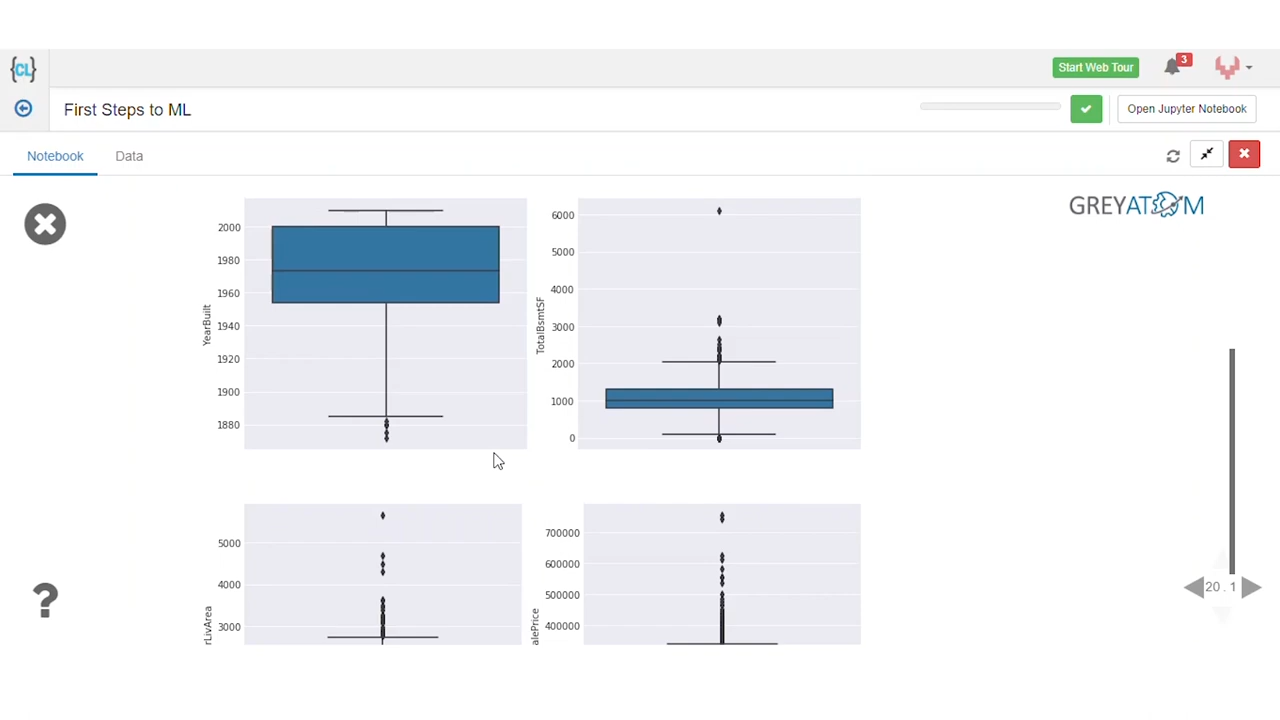 {CL}
Start Web Tour
3
First Steps to ML
Open Jupyter Notebook
Notebook
Data
GREYATOM
2000
1980
1960
1940
1920
1900
1880
YearBuilt
6000
5000
4000
3000
2000
1000
0
TotalBsmtSF
5000
4000
3000
rLivArea
700000
600000
500000
400000
alePrice
?
20 . 1